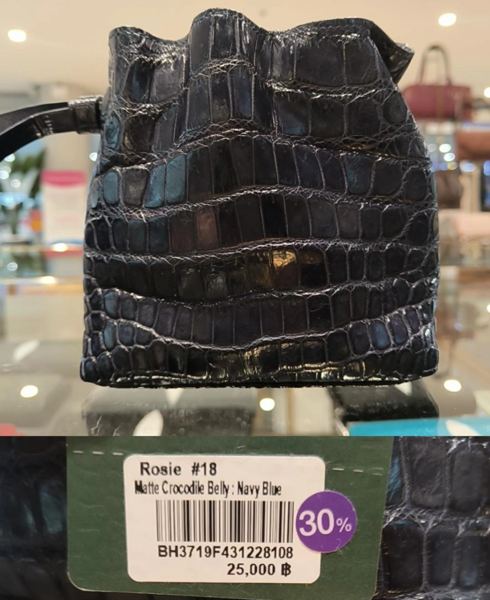 Rosie #18
Matte Crocodile Belly : Navy Blue
30%
BH3719F431228108
25,000 ฿